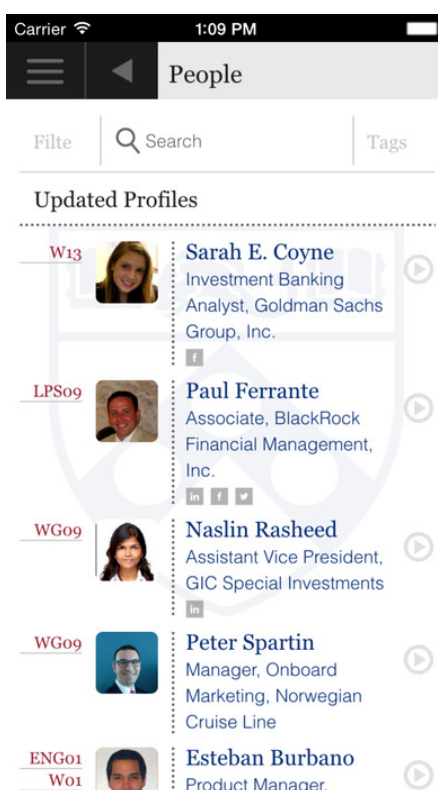 Carrier 1:09 PM
People
Filte Search Tags
Updated Profiles
W13 Sarah E. Coyne
Investment Banking
Analyst, Goldman Sachs
Group, Inc.
f
LPS09 Paul Ferrante
Associate, BlackRock
Financial Management,
Inc.
in f
WG09 Naslin Rasheed
Assistant Vice President,
GIC Special Investments
in
WG09 Peter Spartin
Manager, Onboard
Marketing, Norwegian
Cruise Line
ENG01 Esteban Burbano
W01 Product Manager,